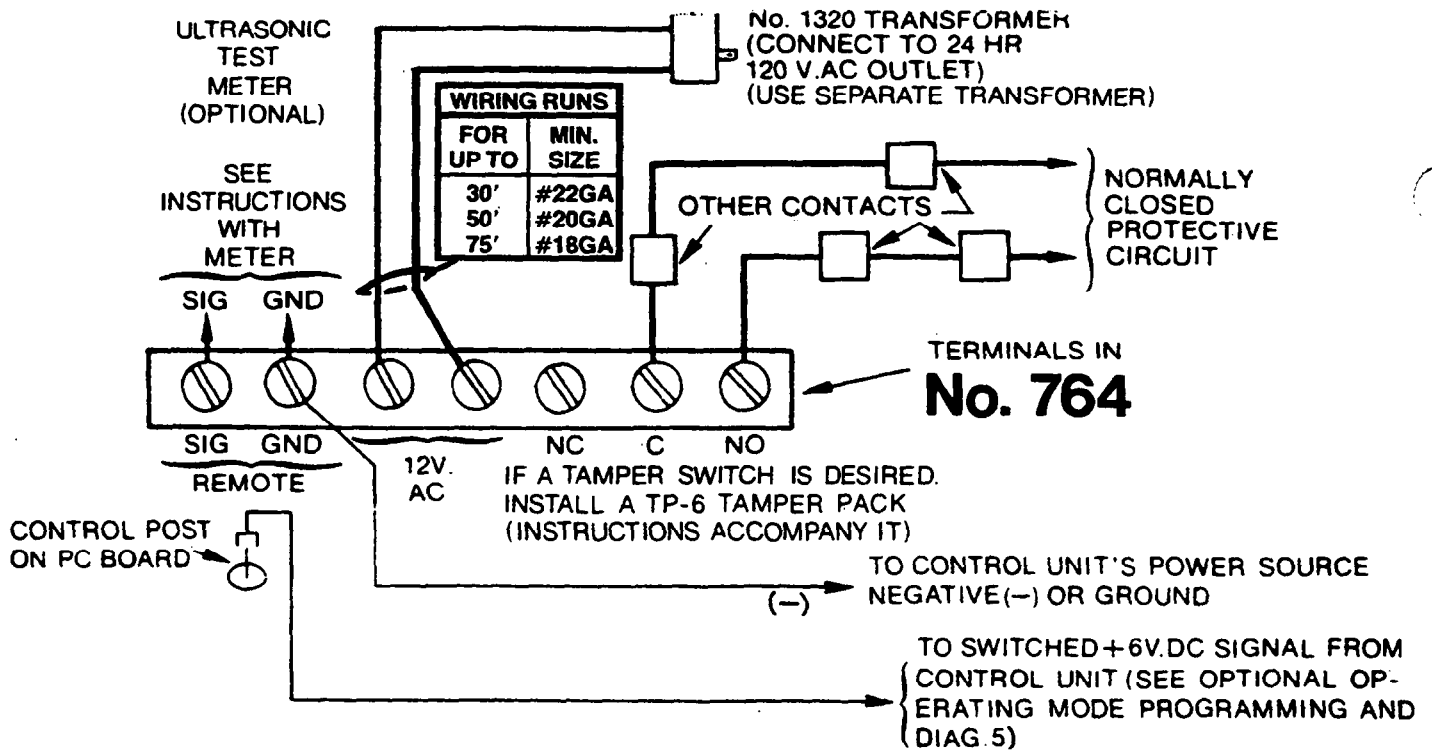 ULTRASONIC
TEST
METER
(OPTIONAL)
No. 1320 TRANSFORMER
(CONNECT TO 24 HR
120 V.AC OUTLET)
(USE SEPARATE TRANSFORMER)
WIRING RUNS
FOR UP TO MIN. SIZE
30' #22GA
50' #20GA
75' #18GA
SEE
INSTRUCTIONS
WITH
METER
SIG GND
OTHER CONTACTS
NORMALLY
CLOSED
PROTECTIVE
CIRCUIT
TERMINALS IN
No. 764
SIG GND
REMOTE
12V.
AC
NC C NO
IF A TAMPER SWITCH IS DESIRED.
INSTALL A TP-6 TAMPER PACK
(INSTRUCTIONS ACCOMPANY IT)
CONTROL POST
ON PC BOARD
(−)
TO CONTROL UNIT'S POWER SOURCE
NEGATIVE(−) OR GROUND
TO SWITCHED+6V.DC SIGNAL FROM
CONTROL UNIT (SEE OPTIONAL OP-
ERATING MODE PROGRAMMING AND
DIAG.5)